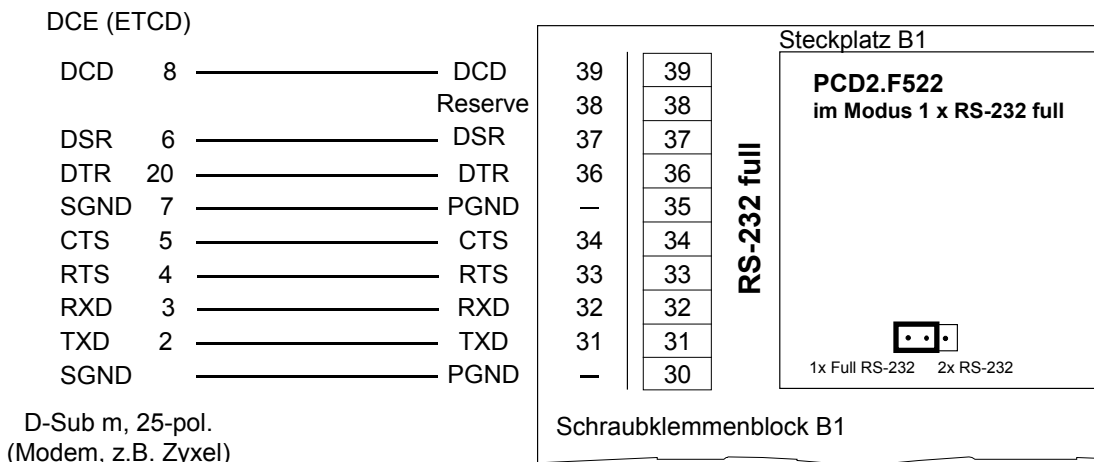 DCE (ETCD)
Steckplatz B1
DCD 8 DCD 39 39
PCD2.F522
Reserve 38 38
im Modus 1 x RS-232 full
DSR 6 DSR 37 37
DTR 20 DTR 36 36
SGND 7 PGND – 35
CTS 5 CTS 34 34
RTS 4 RTS 33 33
RXD 3 RXD 32 32
TXD 2 TXD 31 31
SGND PGND – 30
RS-232 full
1x Full RS-232 2x RS-232
D-Sub m, 25-pol.
(Modem, z.B. Zyxel)
Schraubklemmenblock B1